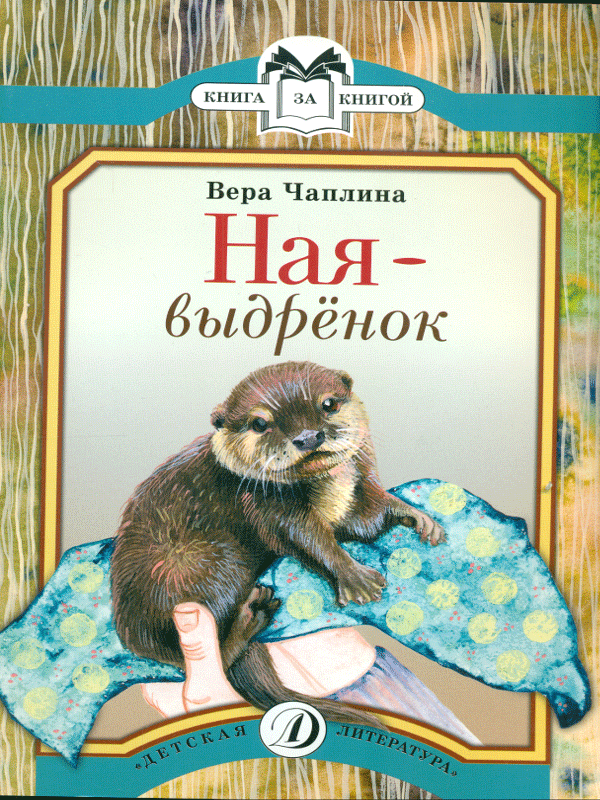 КНИГА ЗА КНИГОЙ
Вера Чаплина
Ная –
выдрёнок
"ДЕТСКАЯ Д ЛИТЕРАТУРА"